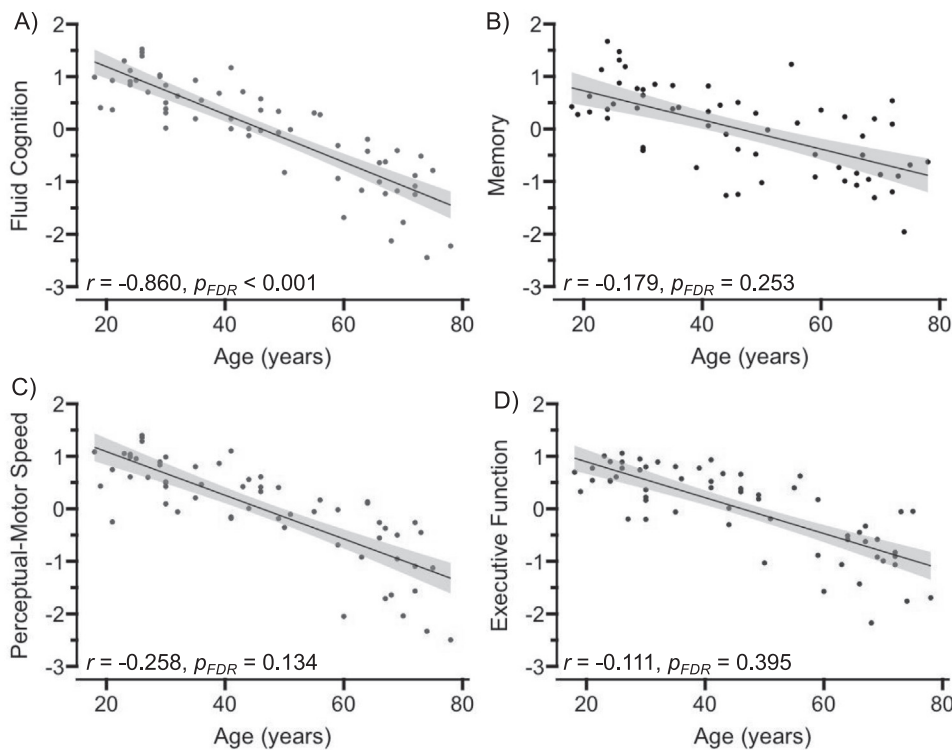 A)
Fluid Cognition
2
1
0
-1
-2
-3
r = -0.860, pFDR < 0.001
20 40 60 80
Age (years)
B)
Memory
2
1
0
-1
-2
-3
r = -0.179, pFDR = 0.253
20 40 60 80
Age (years)
C)
Perceptual-Motor Speed
2
1
0
-1
-2
-3
r = -0.258, pFDR = 0.134
20 40 60 80
Age (years)
D)
Executive Function
2
1
0
-1
-2
-3
r = -0.111, pFDR = 0.395
20 40 60 80
Age (years)